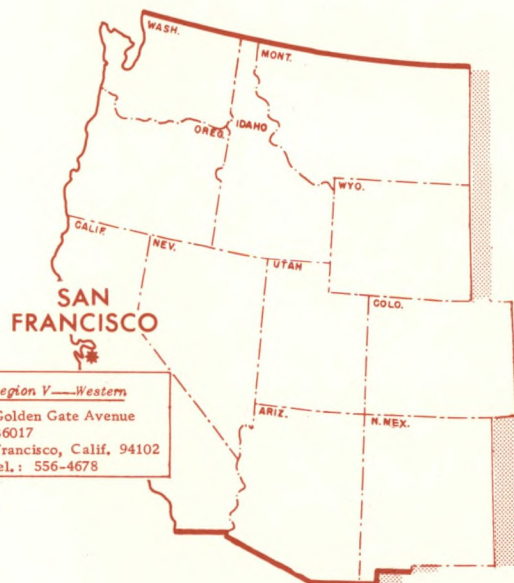 WASH.
MONT.
OREG.
IDAHO
WYO.
CALIF.
NEV.
UTAH
COLO.
SAN
FRANCISCO
egion V—Western
Golden Gate Avenue
6017
Francisco, Calif. 94102
el.: 556-4678
ARIZ.
N. MEX.